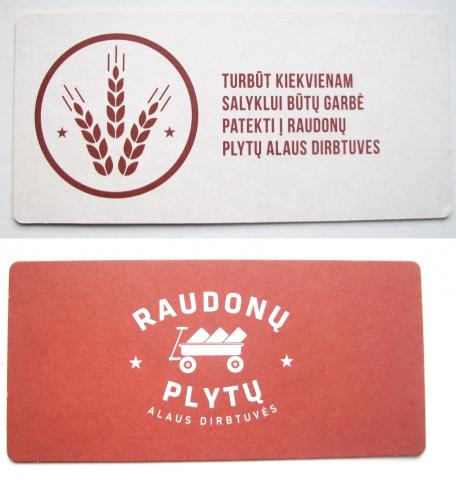 TURBŪT KIEKVIENAM
SALYKLUI BŪTŲ GARBĖ
PATEKTI Į RAUDONŲ
PLYTŲ ALAUS DIRBTUVES
RAUDONŲ
PLYTŲ
ALAUS DIRBTUVĖS